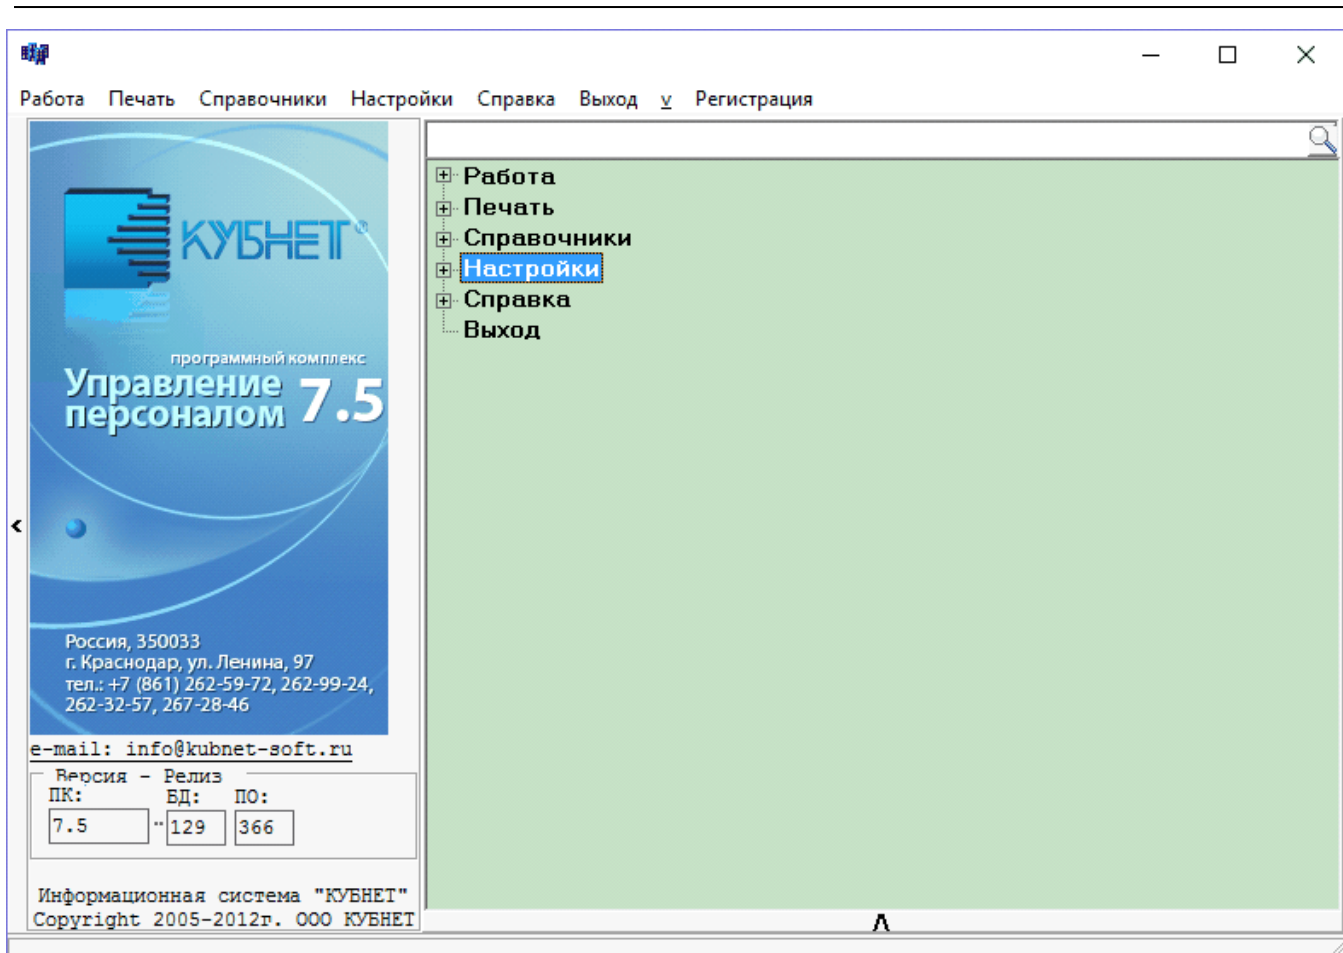 Работа Печать Справочники Настройки Справка Выход v Регистрация
КУБНЕТ®
программный комплекс
Управление
персоналом 7.5
Россия, 350033
г. Краснодар, ул. Ленина, 97
тел.: +7 (861) 262-59-72, 262-99-24,
262-32-57, 267-28-46
e-mail: info@kubnet-soft.ru
Версия - Релиз
ПК: БД: ПО:
7.5 129 366
Информационная система "КУБНЕТ"
Copyright 2005-2012г. ООО КУБНЕТ
Работа
Печать
Справочники
Настройки
Справка
Выход